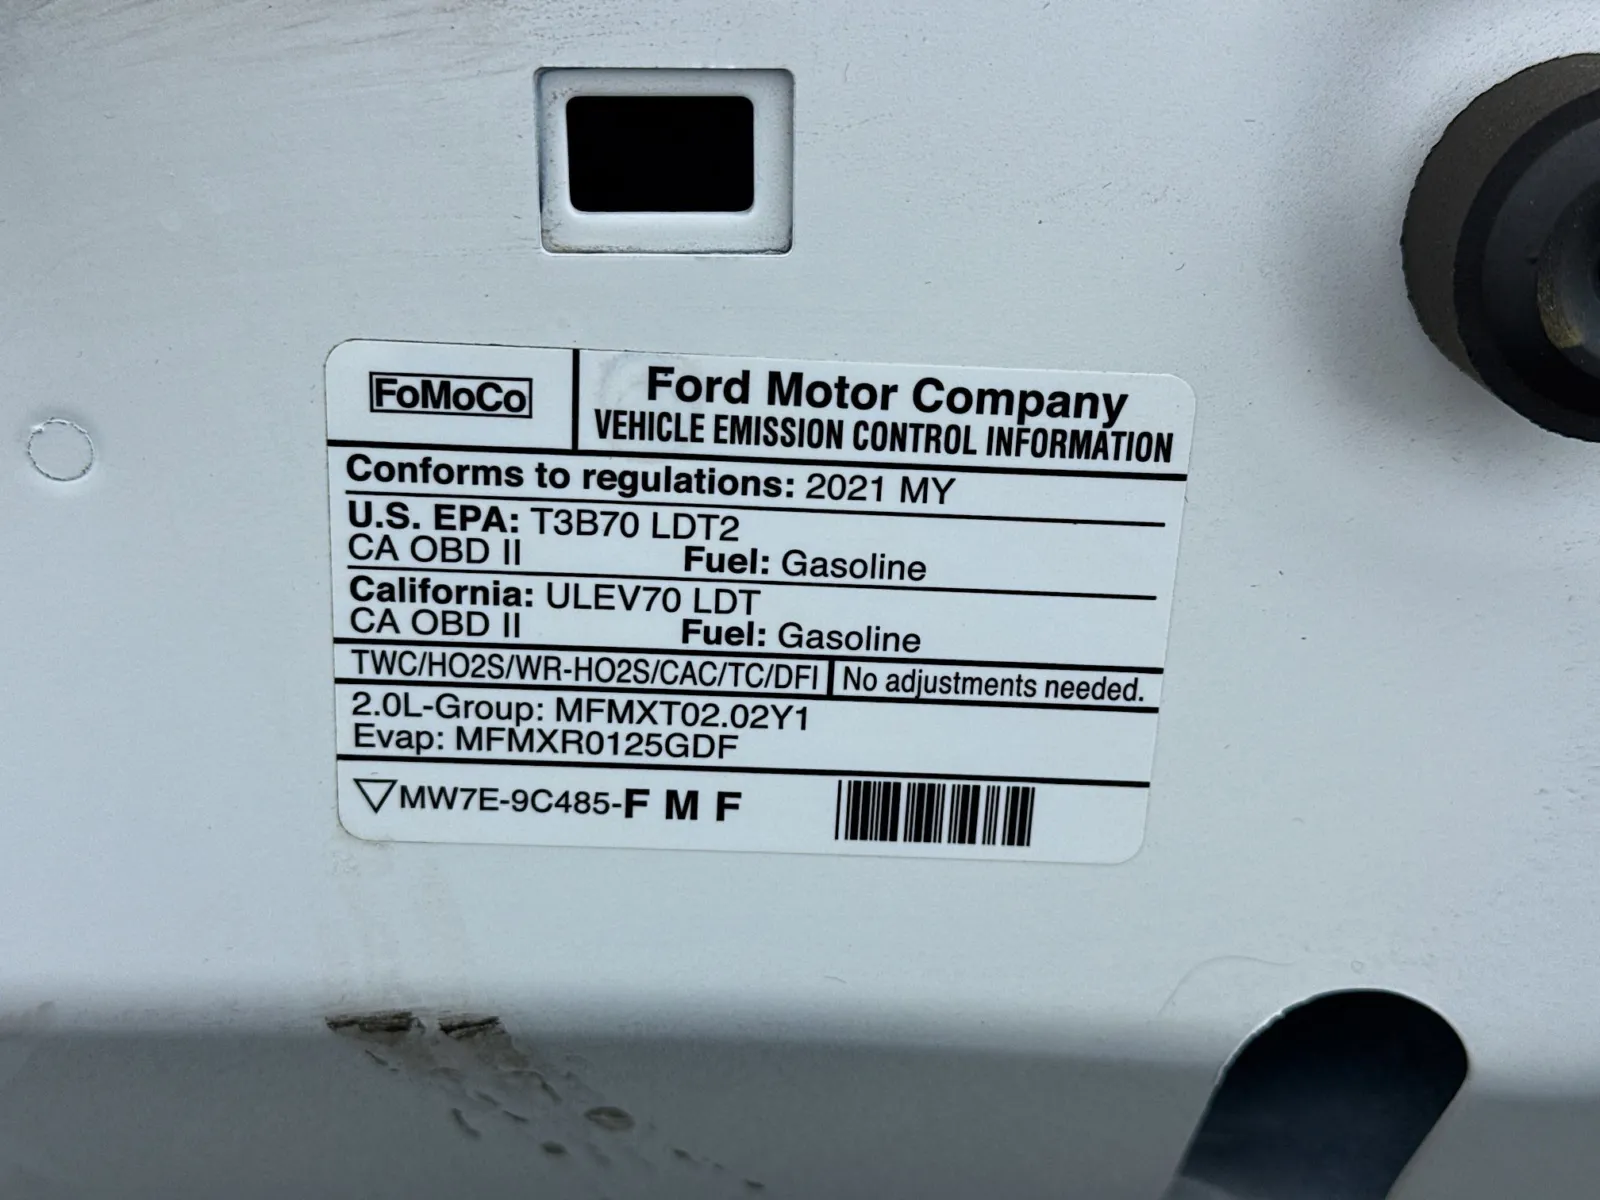 FoMoCo
Ford Motor Company
VEHICLE EMISSION CONTROL INFORMATION
Conforms to regulations: 2021 MY
U.S. EPA: T3B70 LDT2
CA OBD II Fuel: Gasoline
California: ULEV70 LDT
CA OBD II Fuel: Gasoline
TWC/HO2S/WR-HO2S/CAC/TC/DFI No adjustments needed.
2.0L-Group: MFMXT02.02Y1
Evap: MFMXR0125GDF
MW7E-9C485-F M F